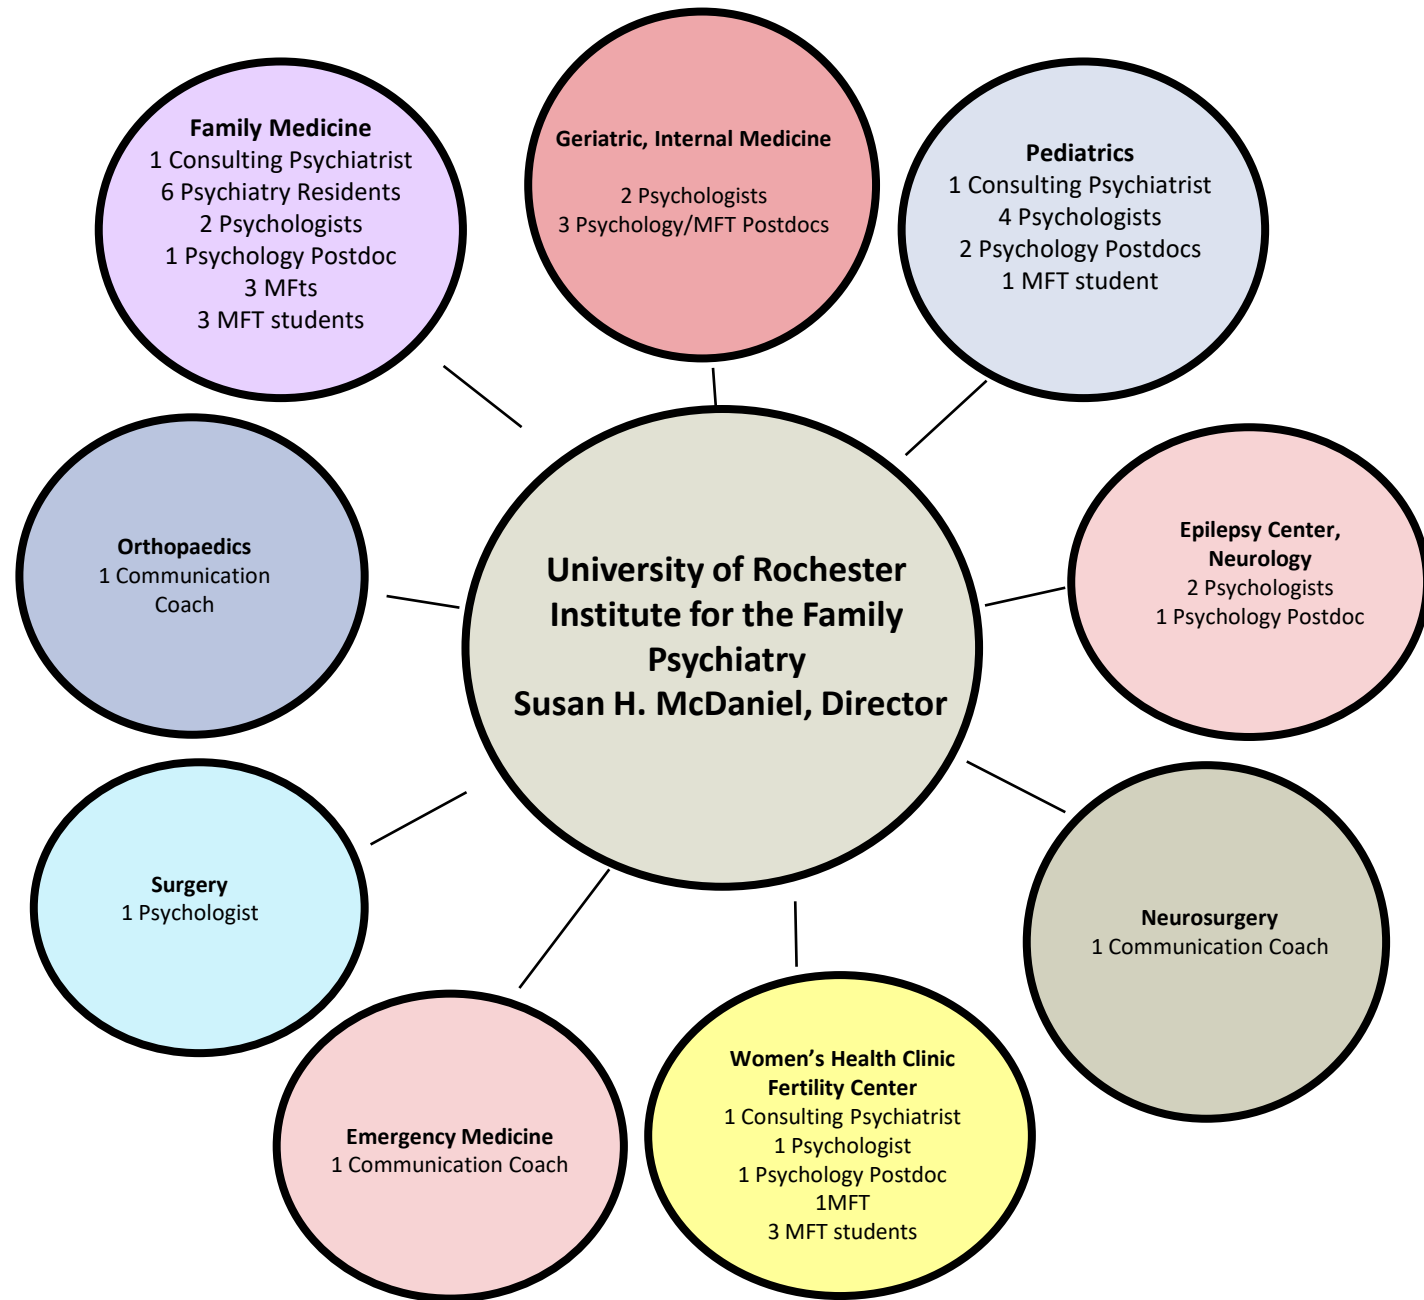 Family Medicine
1 Consulting Psychiatrist
6 Psychiatry Residents
2 Psychologists
1 Psychology Postdoc
3 MFts
3 MFT students
Geriatric, Internal Medicine
2 Psychologists
3 Psychology/MFT Postdocs
Pediatrics
1 Consulting Psychiatrist
4 Psychologists
2 Psychology Postdocs
1 MFT student
Orthopaedics
1 Communication
Coach
University of Rochester
Institute for the Family
Psychiatry
Susan H. McDaniel, Director
Epilepsy Center,
Neurology
2 Psychologists
1 Psychology Postdoc
Surgery
1 Psychologist
Neurosurgery
1 Communication Coach
Emergency Medicine
1 Communication Coach
Women’s Health Clinic
Fertility Center
1 Consulting Psychiatrist
1 Psychologist
1 Psychology Postdoc
1MFT
3 MFT students